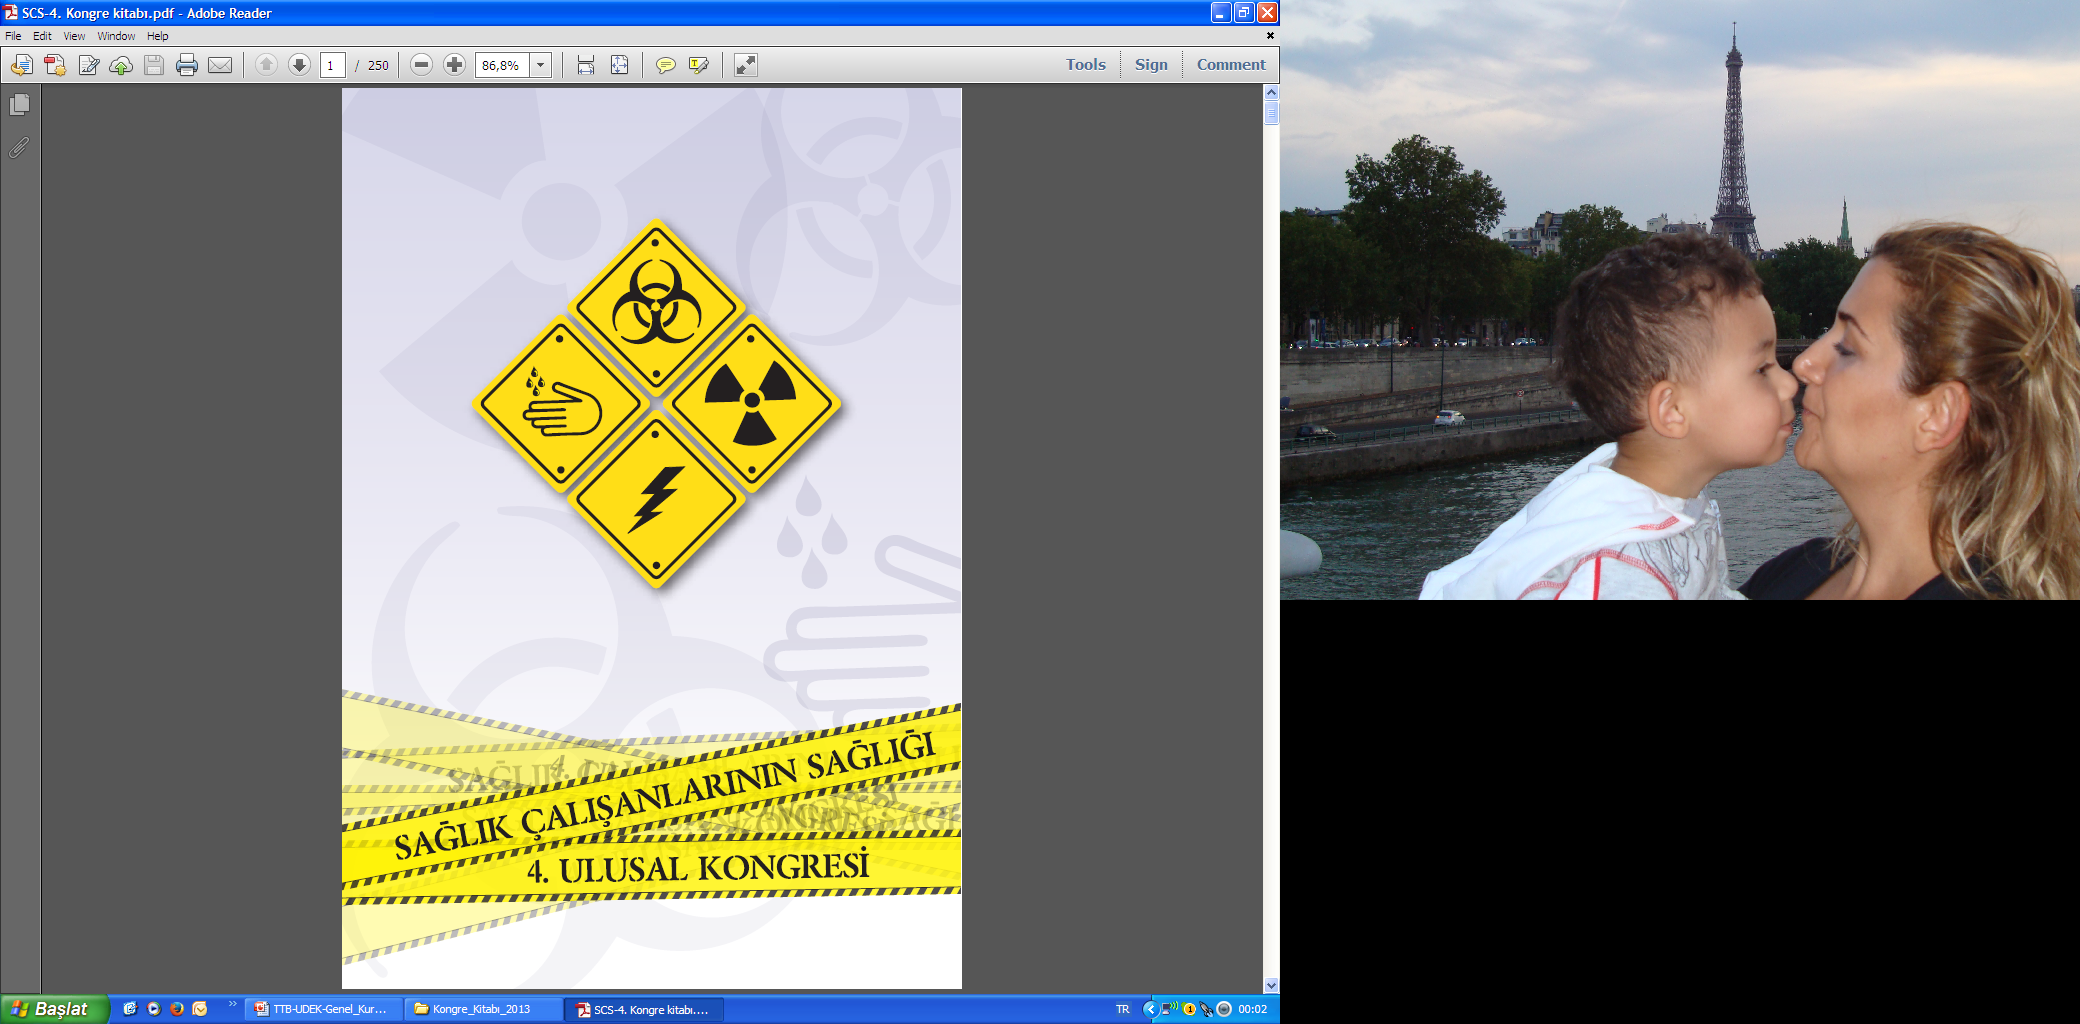 SCS-4. Kongre kitabı.pdf - Adobe Reader
File Edit View Window Help
1 / 250 86,8% Tools Sign Comment
SAĞLIK ÇALIŞANLARININ SAĞLIĞI
4. ULUSAL KONGRESİ
Başlat TTB-UDEK-Genel_Kur... Kongre_Kitabı_2013 SCS-4. Kongre kitabı.... TR 00:02